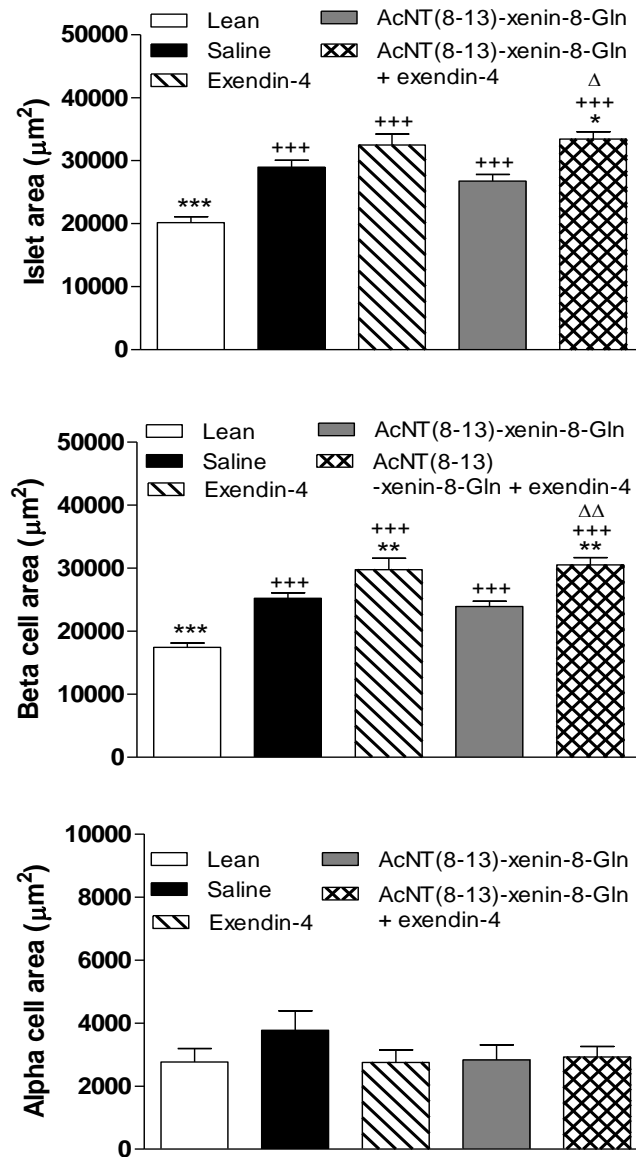 Lean
Saline
Exendin-4
AcNT(8-13)-xenin-8-Gln
AcNT(8-13)-xenin-8-Gln
+ exendin-4
Islet area (μm²)
50000
40000
30000
20000
10000
0
***
+++
+++
+++
Δ
+++
*
Lean
Saline
Exendin-4
AcNT(8-13)-xenin-8-Gln
AcNT(8-13)
-xenin-8-Gln + exendin-4
Beta cell area (μm²)
50000
40000
30000
20000
10000
0
***
+++
+++
**
+++
ΔΔ
+++
**
Lean
Saline
Exendin-4
AcNT(8-13)-xenin-8-Gln
AcNT(8-13)-xenin-8-Gln
+ exendin-4
Alpha cell area (μm²)
10000
8000
6000
4000
2000
0